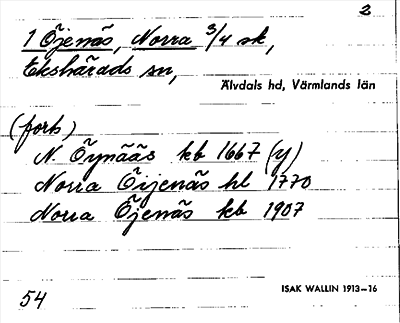 2
1 Öjenäs, Norra 3/4 sk,
Ekshärads sn,
Älvdals hd, Värmlands län
(forts)
N. Öynääs kb 1667 (y)
Norra Öijenäs hl 1770
Norra Öjenäs kb 1907
ISAK WALLIN 1913–16
54